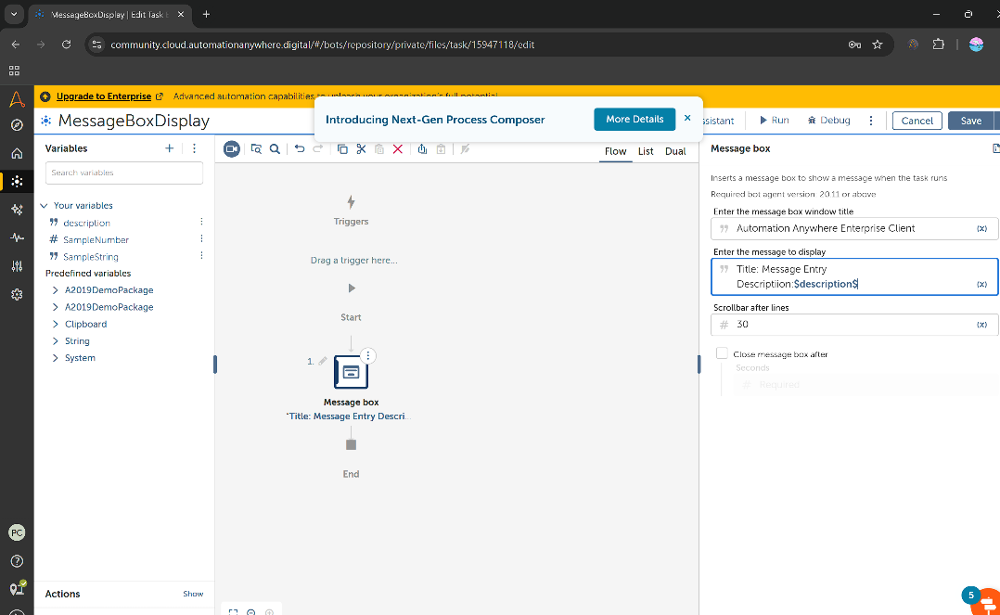 MessageBoxDisplay | Edit Task
community.cloud.automationanywhere.digital/#/bots/repository/private/files/task/15947118/edit
Upgrade to Enterprise
Advanced automation capabilities to unleash your organization's full potential
MessageBoxDisplay
Introducing Next-Gen Process Composer
More Details
ssistant
Run
Debug
Cancel
Save
Variables
Search variables
Your variables
description
SampleNumber
SampleString
Predefined variables
A2019DemoPackage
A2019DemoPackage
Clipboard
String
System
Actions
Show
PC
Flow
List
Dual
Triggers
Drag a trigger here...
Start
1.
Message box
"Title: Message Entry Descri...
End
Message box
Inserts a message box to show a message when the task runs
Required bot agent version: 20.11 or above
Enter the message box window title
Automation Anywhere Enterprise Client
(x)
Enter the message to display
Title: Message Entry
Descriptiion:$description$
(x)
Scrollbar after lines
# 30
(x)
Close message box after
Seconds
# Required
5